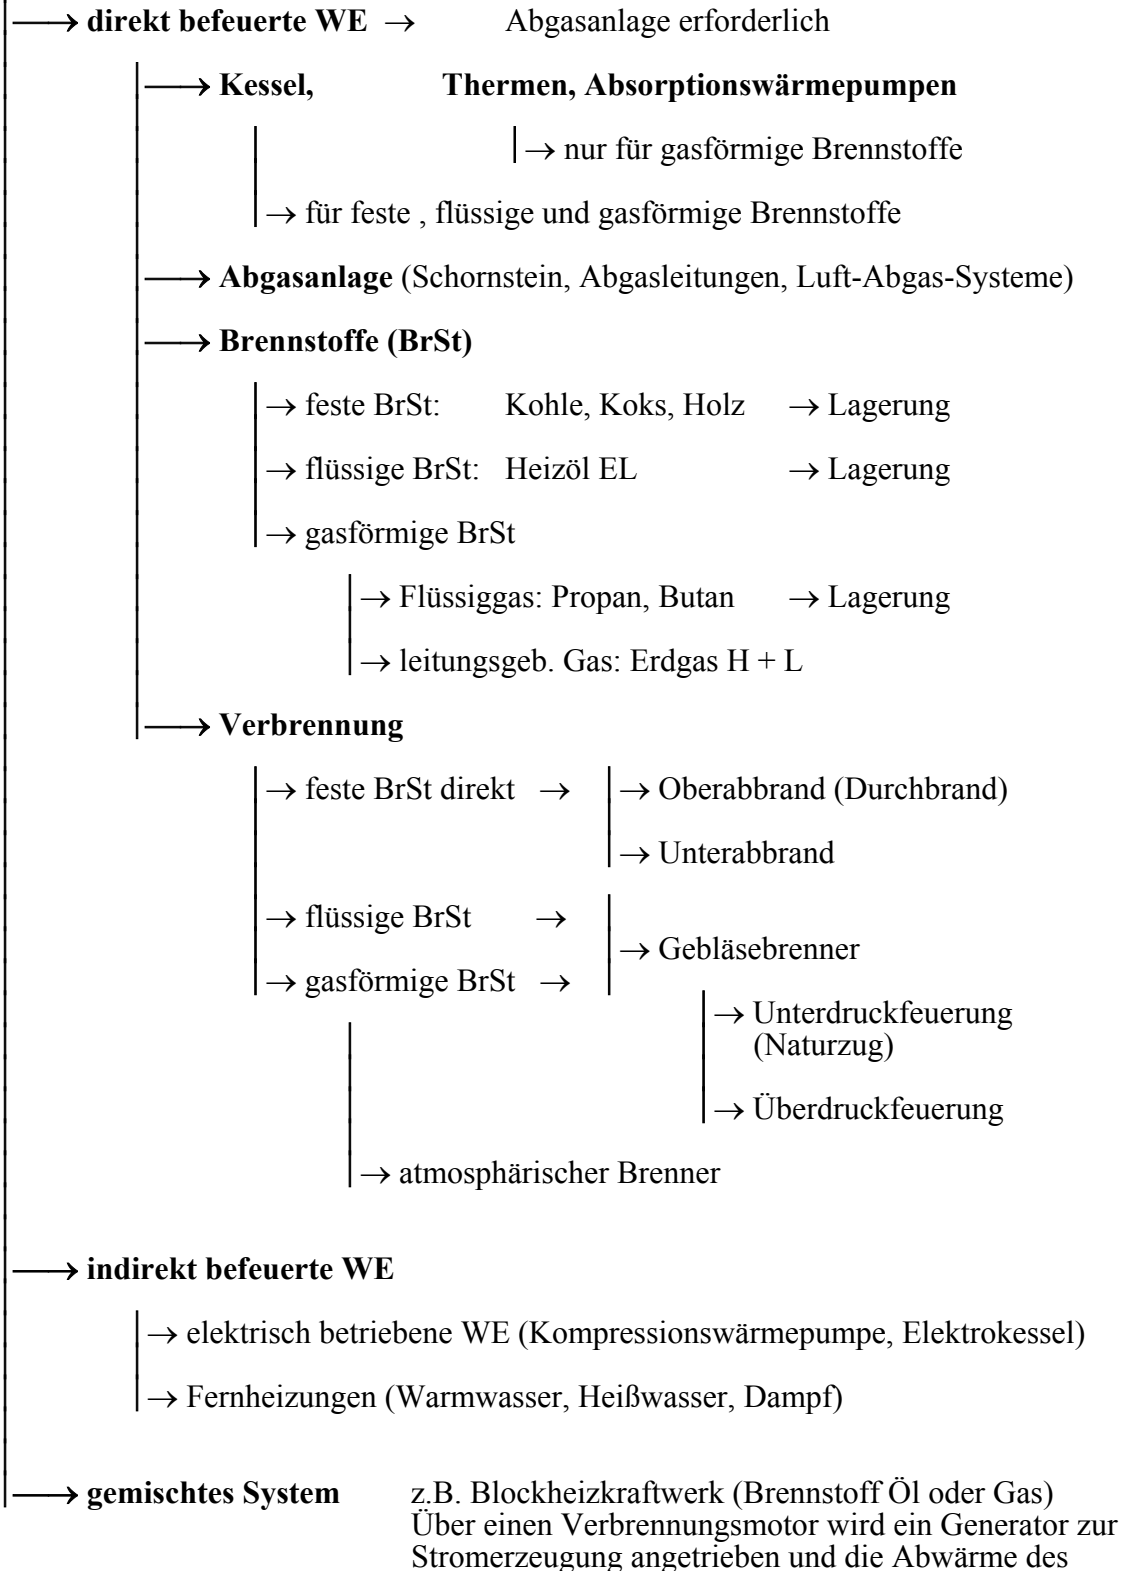 → direkt befeuerte WE → Abgasanlage erforderlich
→ Kessel, Thermen, Absorptionswärmepumpen
→ nur für gasförmige Brennstoffe
→ für feste , flüssige und gasförmige Brennstoffe
→ Abgasanlage (Schornstein, Abgasleitungen, Luft-Abgas-Systeme)
→ Brennstoffe (BrSt)
→ feste BrSt: Kohle, Koks, Holz → Lagerung
→ flüssige BrSt: Heizöl EL → Lagerung
→ gasförmige BrSt
→ Flüssiggas: Propan, Butan → Lagerung
→ leitungsgeb. Gas: Erdgas H + L
→ Verbrennung
→ feste BrSt direkt → → Oberabbrand (Durchbrand)
→ Unterabbrand
→ flüssige BrSt →
→ Gebläsebrenner
→ gasförmige BrSt →
→ Unterdruckfeuerung
(Naturzug)
→ Überdruckfeuerung
→ atmosphärischer Brenner
→ indirekt befeuerte WE
→ elektrisch betriebene WE (Kompressionswärmepumpe, Elektrokessel)
→ Fernheizungen (Warmwasser, Heißwasser, Dampf)
→ gemischtes System z.B. Blockheizkraftwerk (Brennstoff Öl oder Gas)
Über einen Verbrennungsmotor wird ein Generator zur
Stromerzeugung angetrieben und die Abwärme des